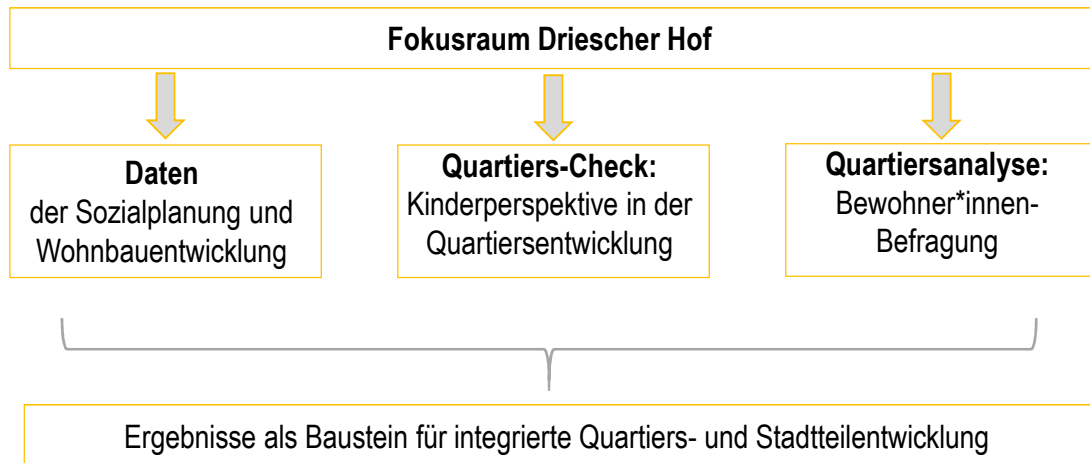 Fokusraum Driescher Hof
Daten
der Sozialplanung und
Wohnbauentwicklung
Quartiers-Check:
Kinderperspektive in der
Quartiersentwicklung
Quartiersanalyse:
Bewohner*innen-
Befragung
Ergebnisse als Baustein für integrierte Quartiers- und Stadtteilentwicklung